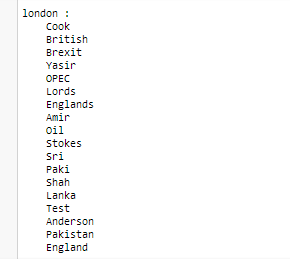 london :
Cook
British
Brexit
Yasir
OPEC
Lords
Englands
Amir
Oil
Stokes
Sri
Paki
Shah
Lanka
Test
Anderson
Pakistan
England